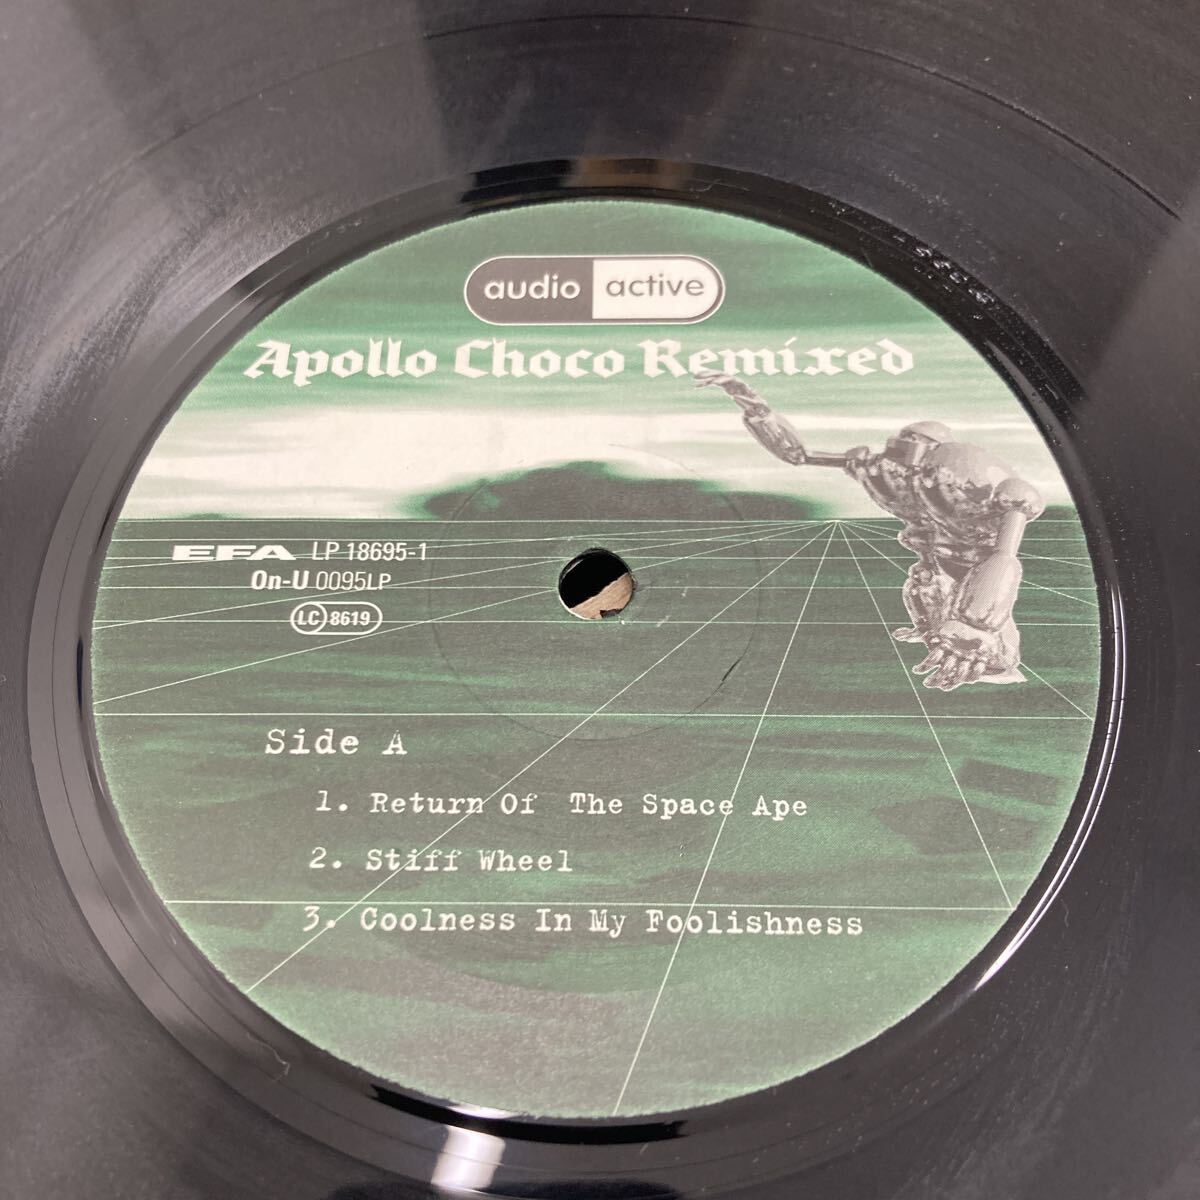 audio active
Apollo Choco Remixed
EFA LP 18695-1
On-U 0095LP
LC 8619
Side A
1. Return Of The Space Ape
2. Stiff Wheel
3. Coolness In My Foolishness